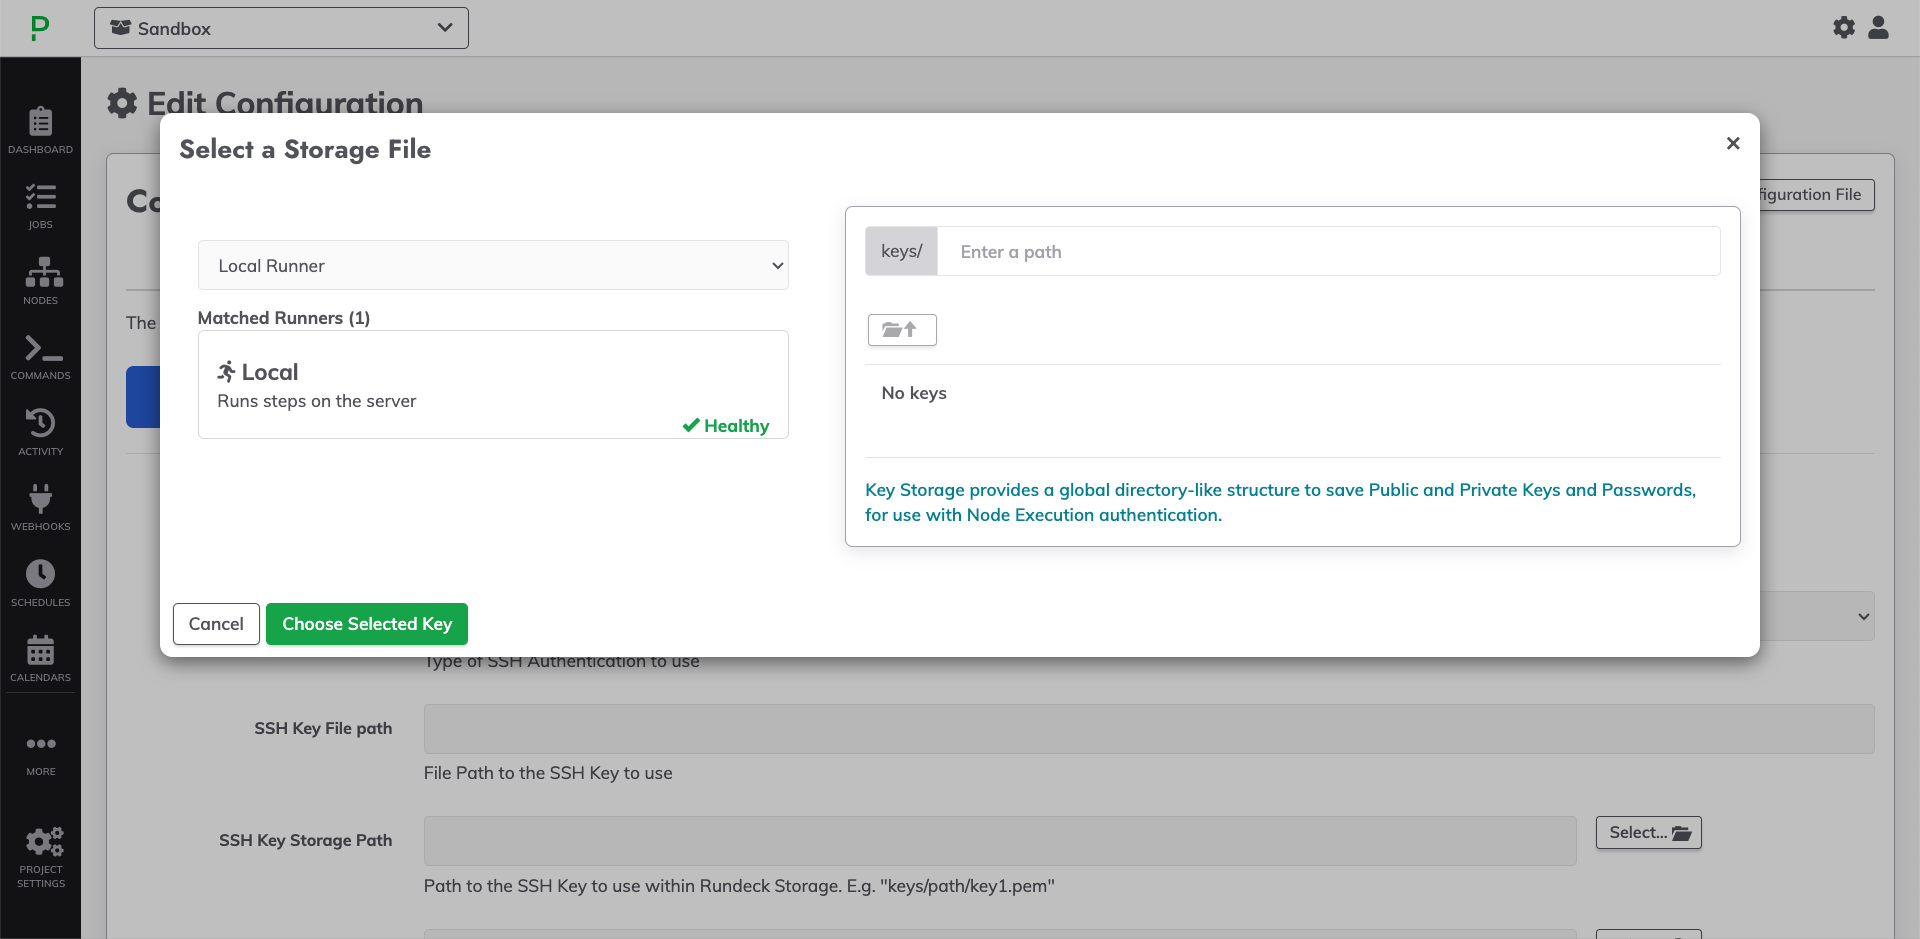 P
Sandbox
DASHBOARD
JOBS
NODES
COMMANDS
ACTIVITY
WEBHOOKS
SCHEDULES
CALENDARS
MORE
PROJECT
SETTINGS
Edit Configuration
Co
figuration File
The
Select a Storage File
Local Runner
Matched Runners (1)
Local
Runs steps on the server
Healthy
keys/
Enter a path
No keys
Key Storage provides a global directory-like structure to save Public and Private Keys and Passwords,
for use with Node Execution authentication.
Cancel
Choose Selected Key
Type of SSH Authentication to use
SSH Key File path
File Path to the SSH Key to use
SSH Key Storage Path
Select...
Path to the SSH Key to use within Rundeck Storage. E.g. "keys/path/key1.pem"